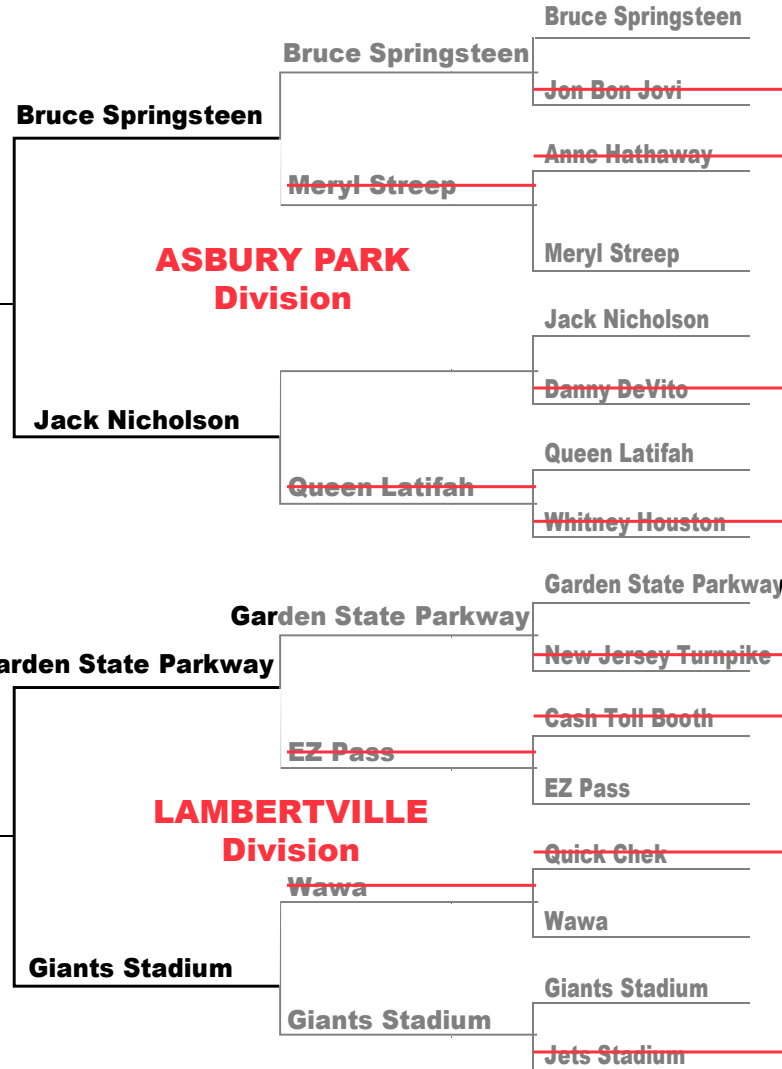 Bruce Springsteen
Bruce Springsteen
Jon Bon Jovi
Bruce Springsteen
Anne Hathaway
Meryl Streep
Meryl Streep
ASBURY PARK
Division
Jack Nicholson
Danny DeVito
Jack Nicholson
Queen Latifah
Queen Latifah
Whitney Houston
Garden State Parkway
Garden State Parkway
New Jersey Turnpike
arden State Parkway
Cash Toll Booth
EZ Pass
EZ Pass
LAMBERTVILLE
Division
Quick Chek
Wawa
Wawa
Giants Stadium
Giants Stadium
Giants Stadium
Jets Stadium